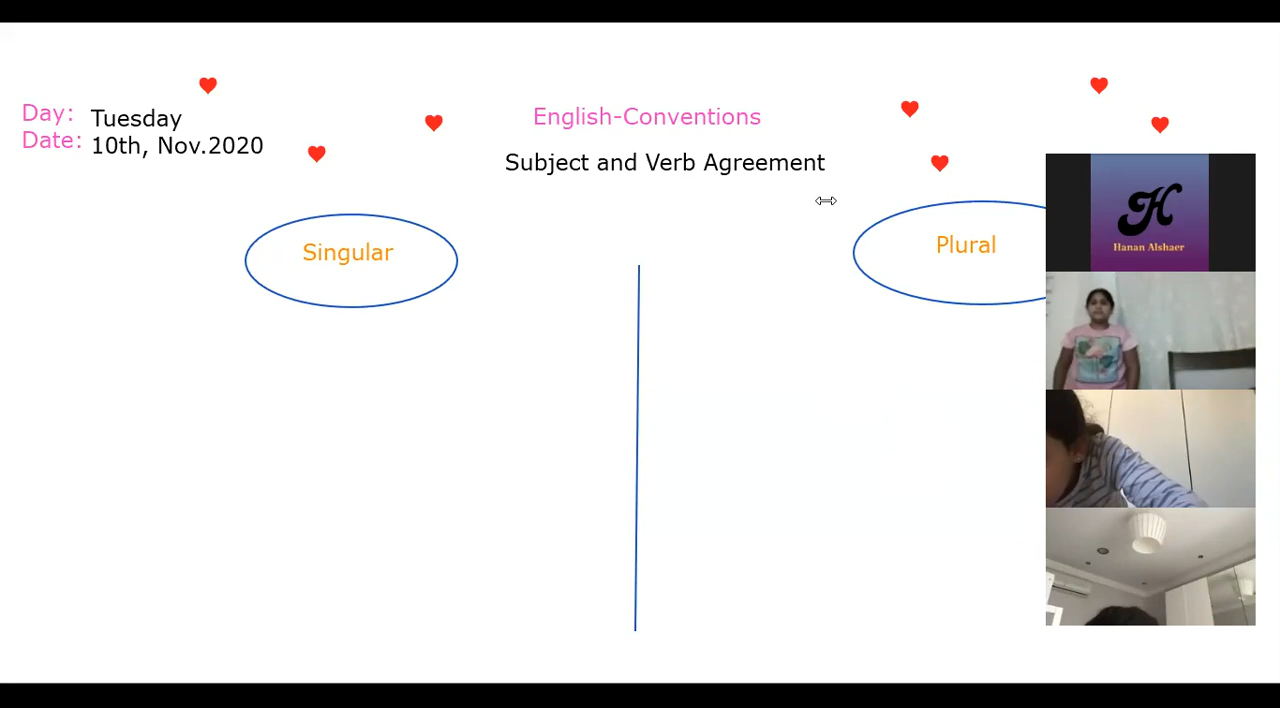 Day: Tuesday
Date: 10th, Nov.2020
English-Conventions
Subject and Verb Agreement
Singular
Plural
H
Hanan Alshaer